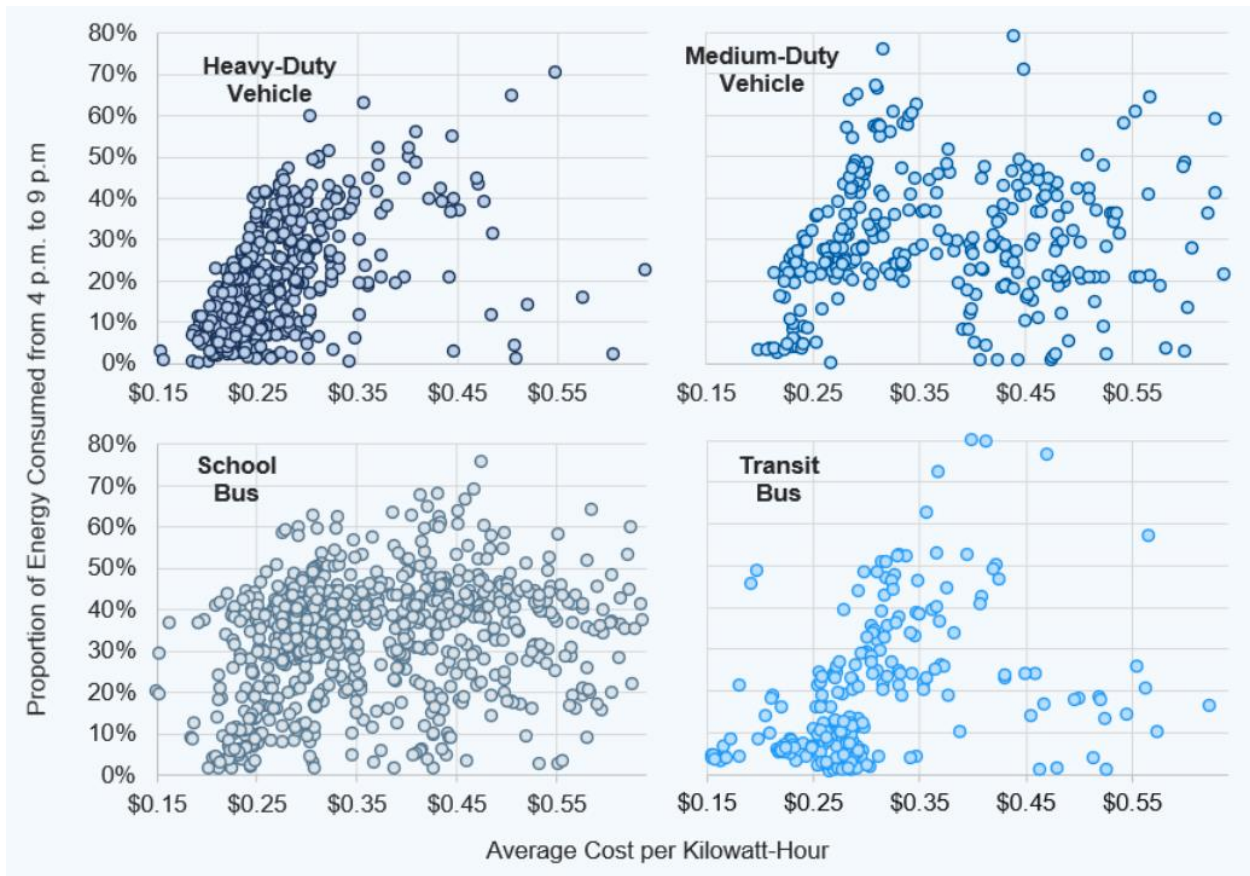 Proportion of Energy Consumed from 4 p.m. to 9 p.m
80%
70%
60%
50%
40%
30%
20%
10%
0%
Heavy-Duty
Vehicle
$0.15 $0.25 $0.35 $0.45 $0.55
Medium-Duty
Vehicle
$0.15 $0.25 $0.35 $0.45 $0.55
80%
70%
60%
50%
40%
30%
20%
10%
0%
School
Bus
$0.15 $0.25 $0.35 $0.45 $0.55
Transit
Bus
$0.15 $0.25 $0.35 $0.45 $0.55
Average Cost per Kilowatt-Hour